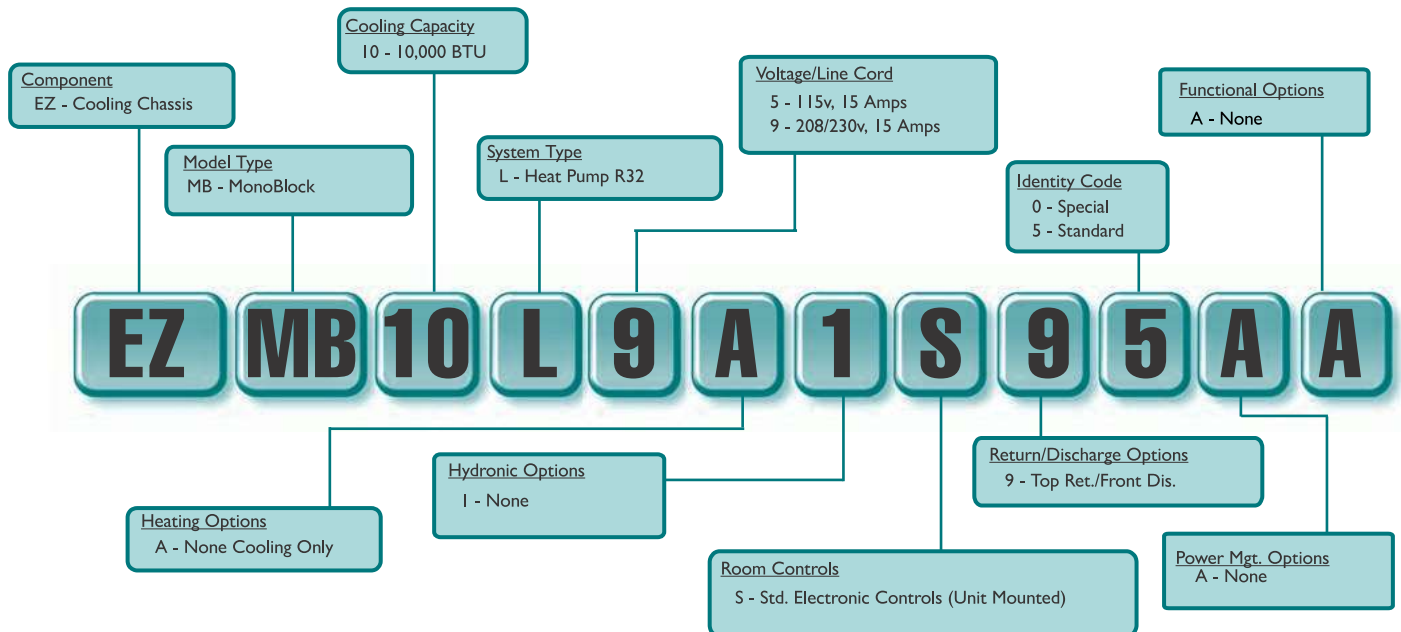 Cooling Capacity
10 - 10,000 BTU
Component
EZ - Cooling Chassis
Voltage/Line Cord
5 - 115v, 15 Amps
9 - 208/230v, 15 Amps
Functional Options
A - None
Model Type
MB - MonoBlock
System Type
L - Heat Pump R32
Identity Code
0 - Special
5 - Standard
EZ MB 10 L 9 A 1 S 9 5 A A
Heating Options
A - None Cooling Only
Hydronic Options
1 - None
Room Controls
S - Std. Electronic Controls (Unit Mounted)
Return/Discharge Options
9 - Top Ret./Front Dis.
Power Mgt. Options
A - None